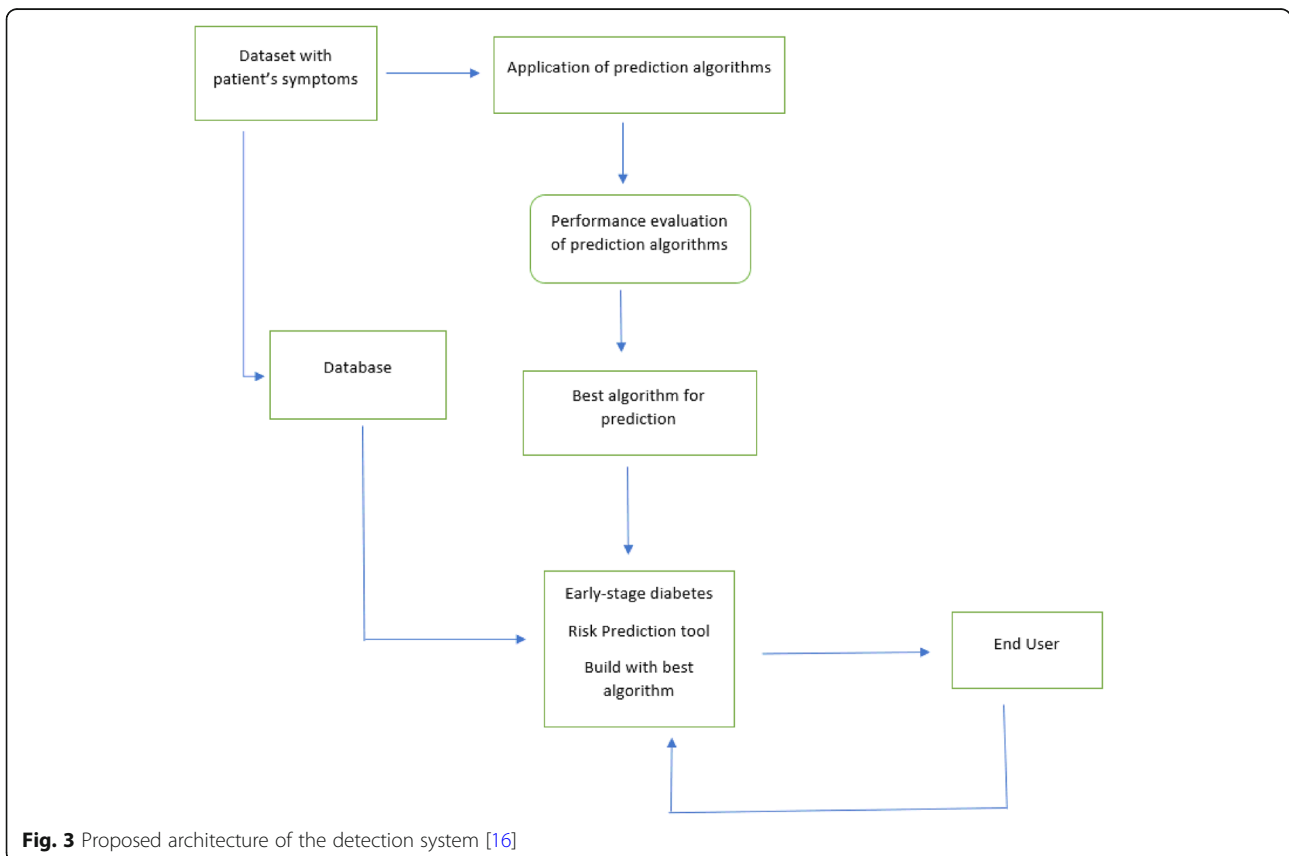 Dataset with
patient's symptoms
Application of prediction algorithms
Performance evaluation
of prediction algorithms
Database
Best algorithm for
prediction
Early-stage diabetes
Risk Prediction tool
Build with best
algorithm
End User
Fig. 3 Proposed architecture of the detection system [16]